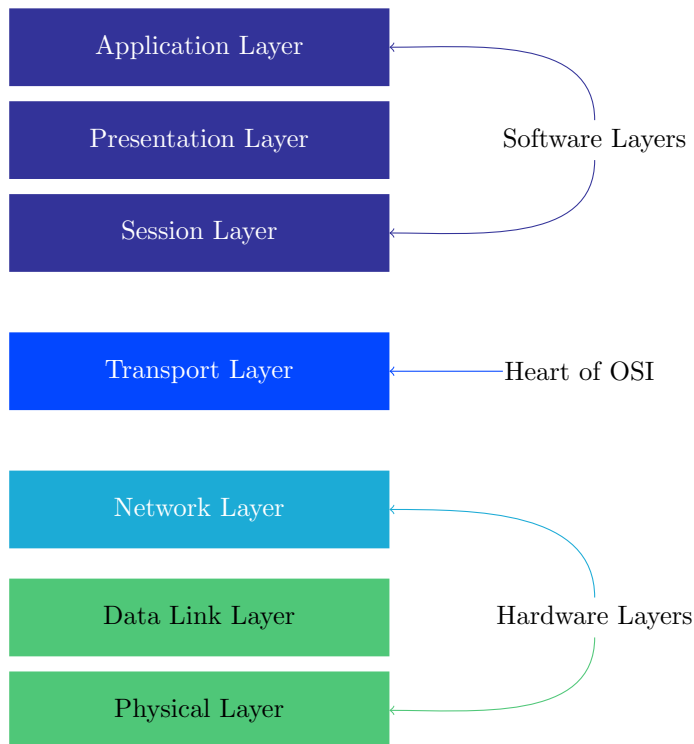 Application Layer
Presentation Layer
Software Layers
Session Layer
Transport Layer
Heart of OSI
Network Layer
Data Link Layer
Hardware Layers
Physical Layer